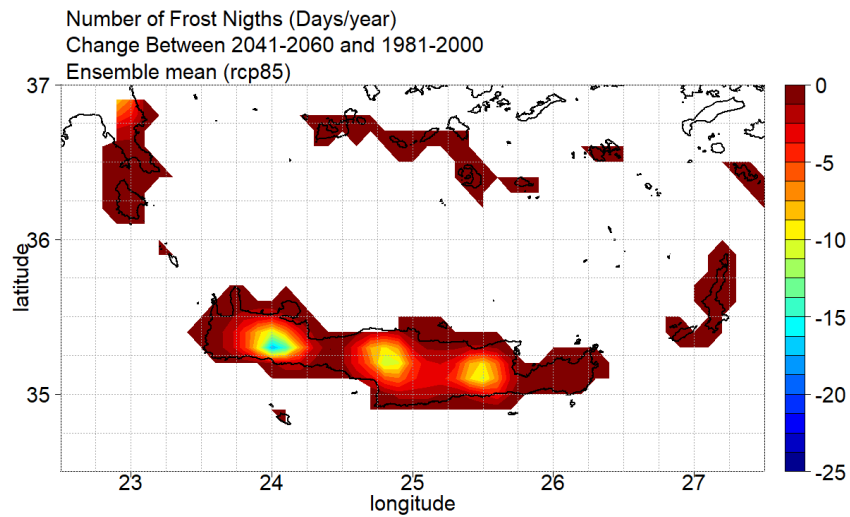 Number of Frost Nigths (Days/year)
Change Between 2041-2060 and 1981-2000
Ensemble mean (rcp85)
37
36
35
latitude
23
24
25
26
27
longitude
0
-5
-10
-15
-20
-25